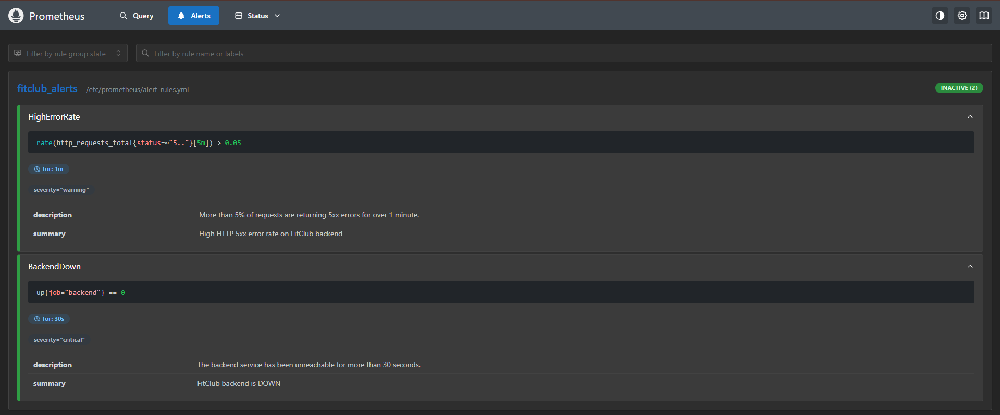 Prometheus
Query
Alerts
Status
Filter by rule group state
Filter by rule name or labels
fitclub_alerts /etc/prometheus/alert_rules.yml
INACTIVE (2)
HighErrorRate
rate(http_requests_total{status=~"5.."}[5m]) > 0.05
for: 1m
severity="warning"
description More than 5% of requests are returning 5xx errors for over 1 minute.
summary High HTTP 5xx error rate on FitClub backend
BackendDown
up{job="backend"} == 0
for: 30s
severity="critical"
description The backend service has been unreachable for more than 30 seconds.
summary FitClub backend is DOWN